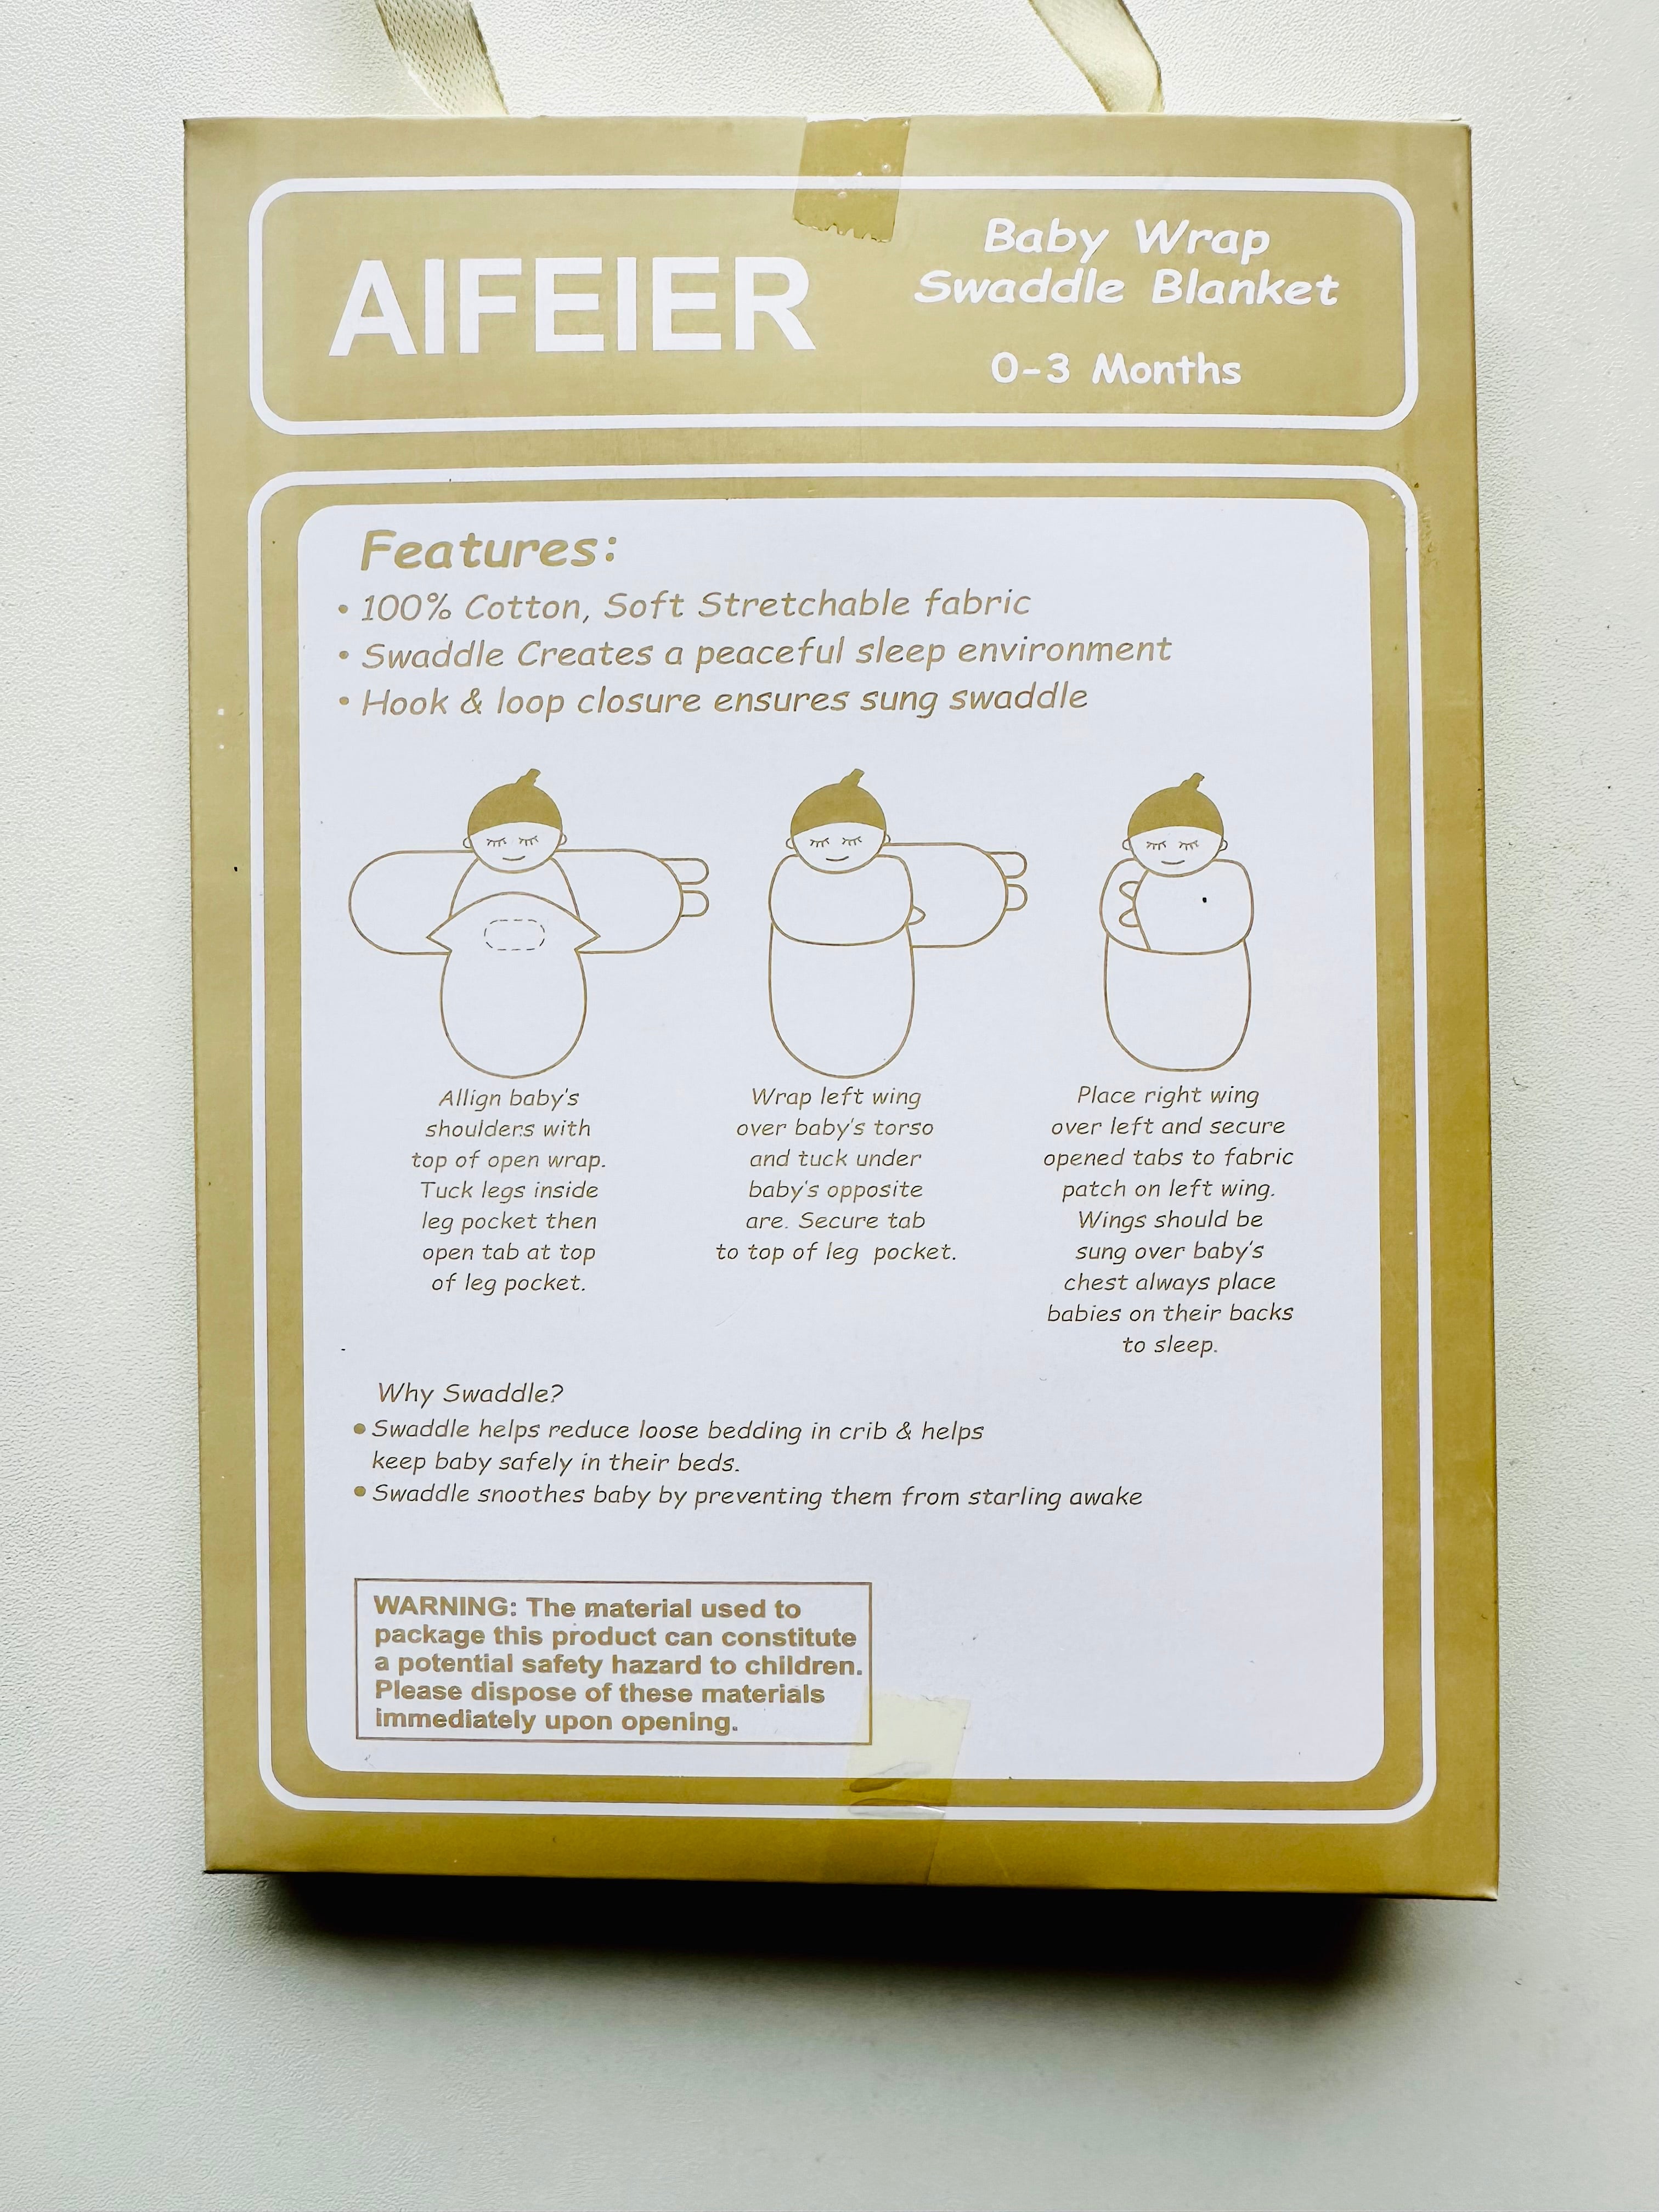 AIFEIER
Baby Wrap
Swaddle Blanket
0-3 Months
Features:
• 100% Cotton, Soft Stretchable fabric
• Swaddle Creates a peaceful sleep environment
• Hook & loop closure ensures sung swaddle
Allign baby's
shoulders with
top of open wrap.
Tuck legs inside
leg pocket then
open tab at top
of leg pocket.
Wrap left wing
over baby's torso
and tuck under
baby's opposite
are. Secure tab
to top of leg pocket.
Place right wing
over left and secure
opened tabs to fabric
patch on left wing.
Wings should be
sung over baby's
chest always place
babies on their backs
to sleep.
Why Swaddle?
• Swaddle helps reduce loose bedding in crib & helps
keep baby safely in their beds.
• Swaddle snoothes baby by preventing them from starling awake
WARNING: The material used to
package this product can constitute
a potential safety hazard to children.
Please dispose of these materials
immediately upon opening.